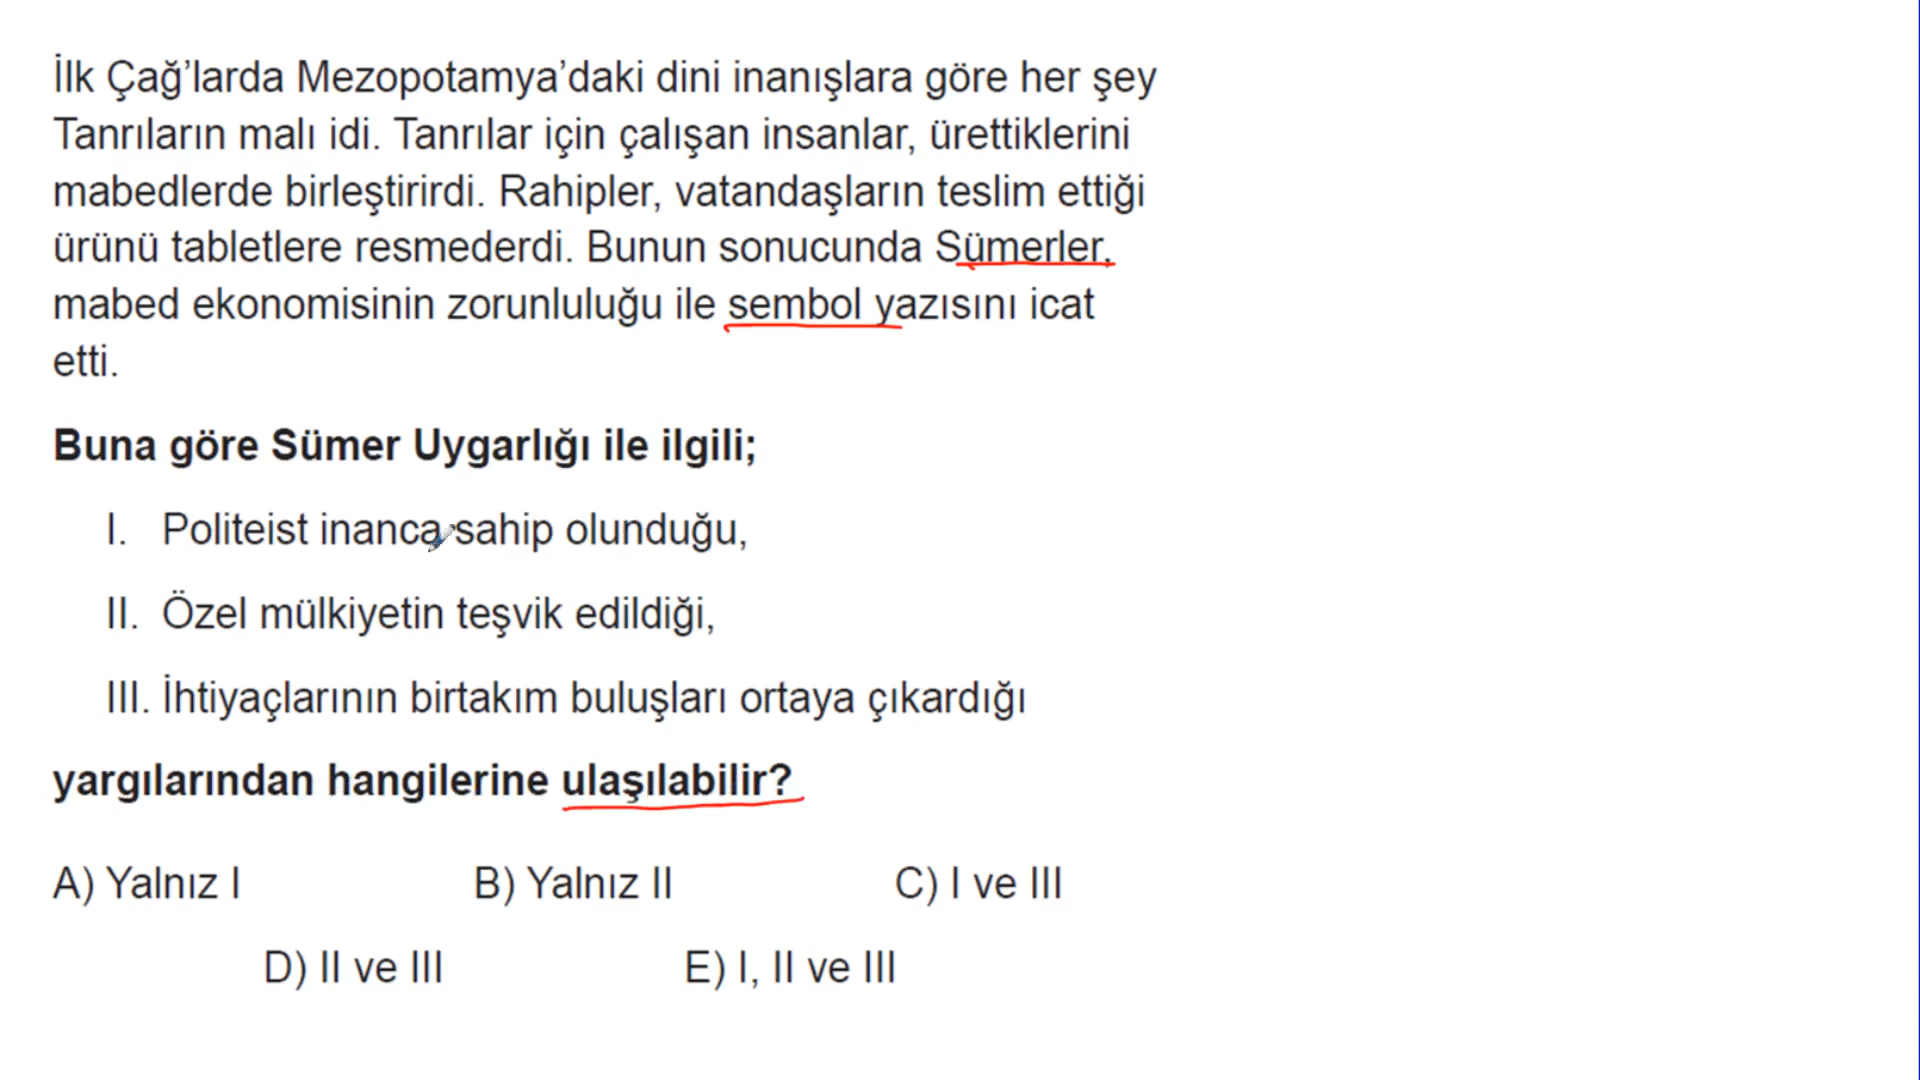 İlk Çağ’larda Mezopotamya’daki dini inanışlara göre her şey
Tanrıların malı idi. Tanrılar için çalışan insanlar, ürettiklerini
mabedlerde birleştirirdi. Rahipler, vatandaşların teslim ettiği
ürünü tabletlere resmederdi. Bunun sonucunda Sümerler,
mabed ekonomisinin zorunluluğu ile sembol yazısını icat
etti.
Buna göre Sümer Uygarlığı ile ilgili;
I. Politeist inanca sahip olunduğu,
II. Özel mülkiyetin teşvik edildiği,
III. İhtiyaçlarının birtakım buluşları ortaya çıkardığı
yargılarından hangilerine ulaşılabilir?
A) Yalnız I B) Yalnız II C) I ve III
D) II ve III E) I, II ve III